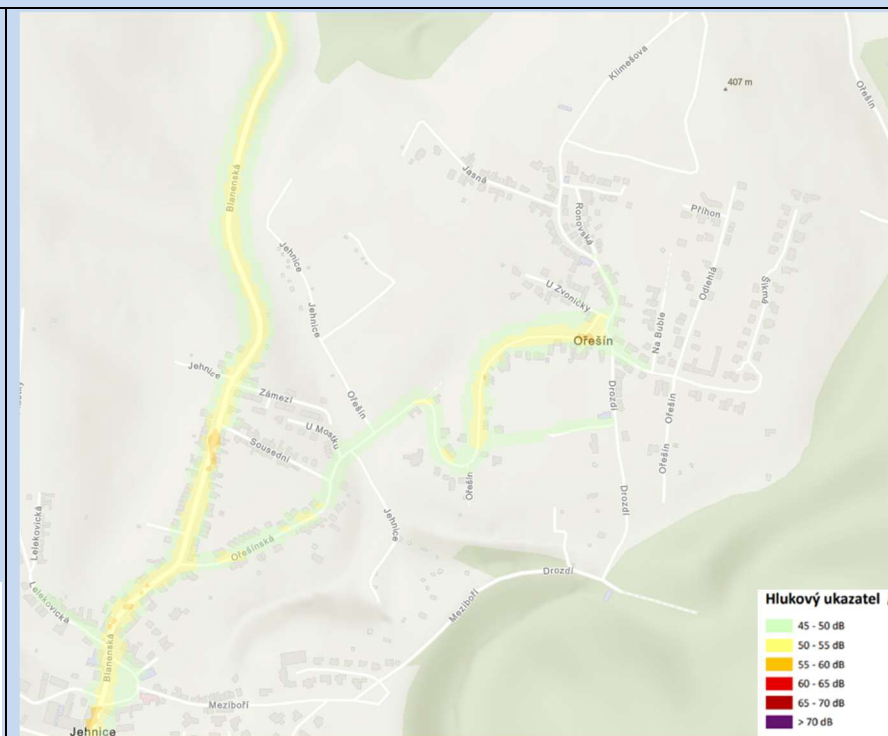 Klimešova
407 m
Ořešín
Jasná
Blanenská
Ronovská
Příhon
Jehnice
Odlehlá
Šikmá
U Zvoničky
Jehnice
Na Buble
Ořešín
Jehnice
Zámezí
Ořešín
Drozdí
U Mostku
Ořešín
Sousední
Ořešín
Ořešín
Drozdí
Lelekovická
Jehnice
Ořešínská
Drozdí
Meziboří
Lelekovická
Hlukový ukazatel
45 - 50 dB
50 - 55 dB
55 - 60 dB
60 - 65 dB
65 - 70 dB
> 70 dB
Blanenská
Meziboří
Jehnice